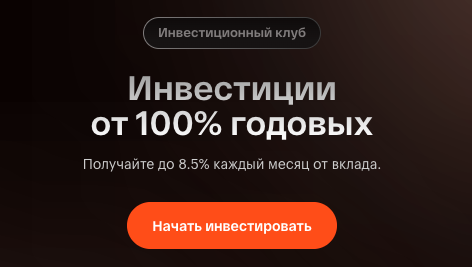 Инвестиционный клуб
Инвестиции
от 100% годовых
Получайте до 8.5% каждый месяц от вклада.
Начать инвестировать